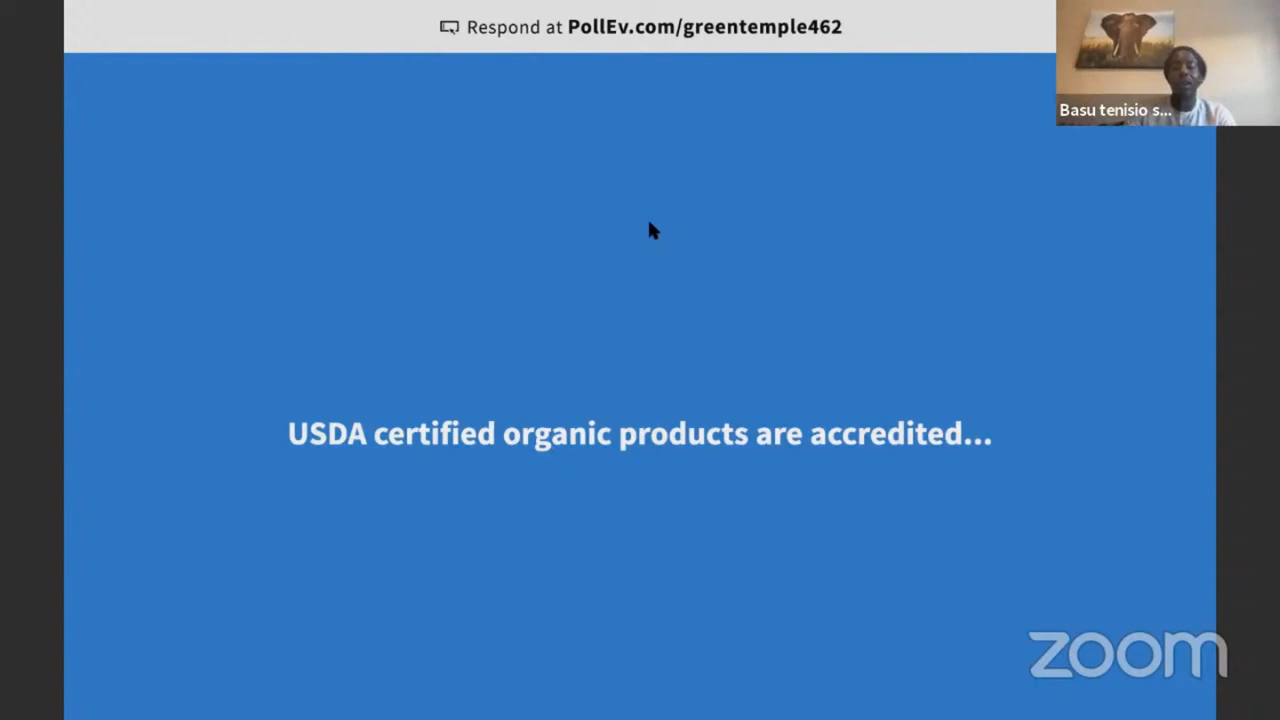 Respond at PollEv.com/greentemple462
Basu tenisio s...
USDA certified organic products are accredited...
zoom